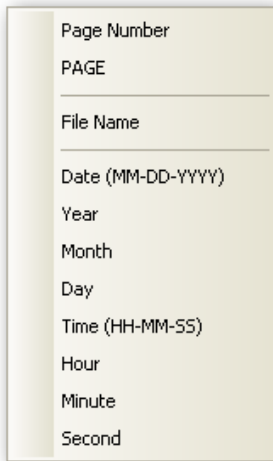 Page Number
PAGE
File Name
Date (MM-DD-YYYY)
Year
Month
Day
Time (HH-MM-SS)
Hour
Minute
Second